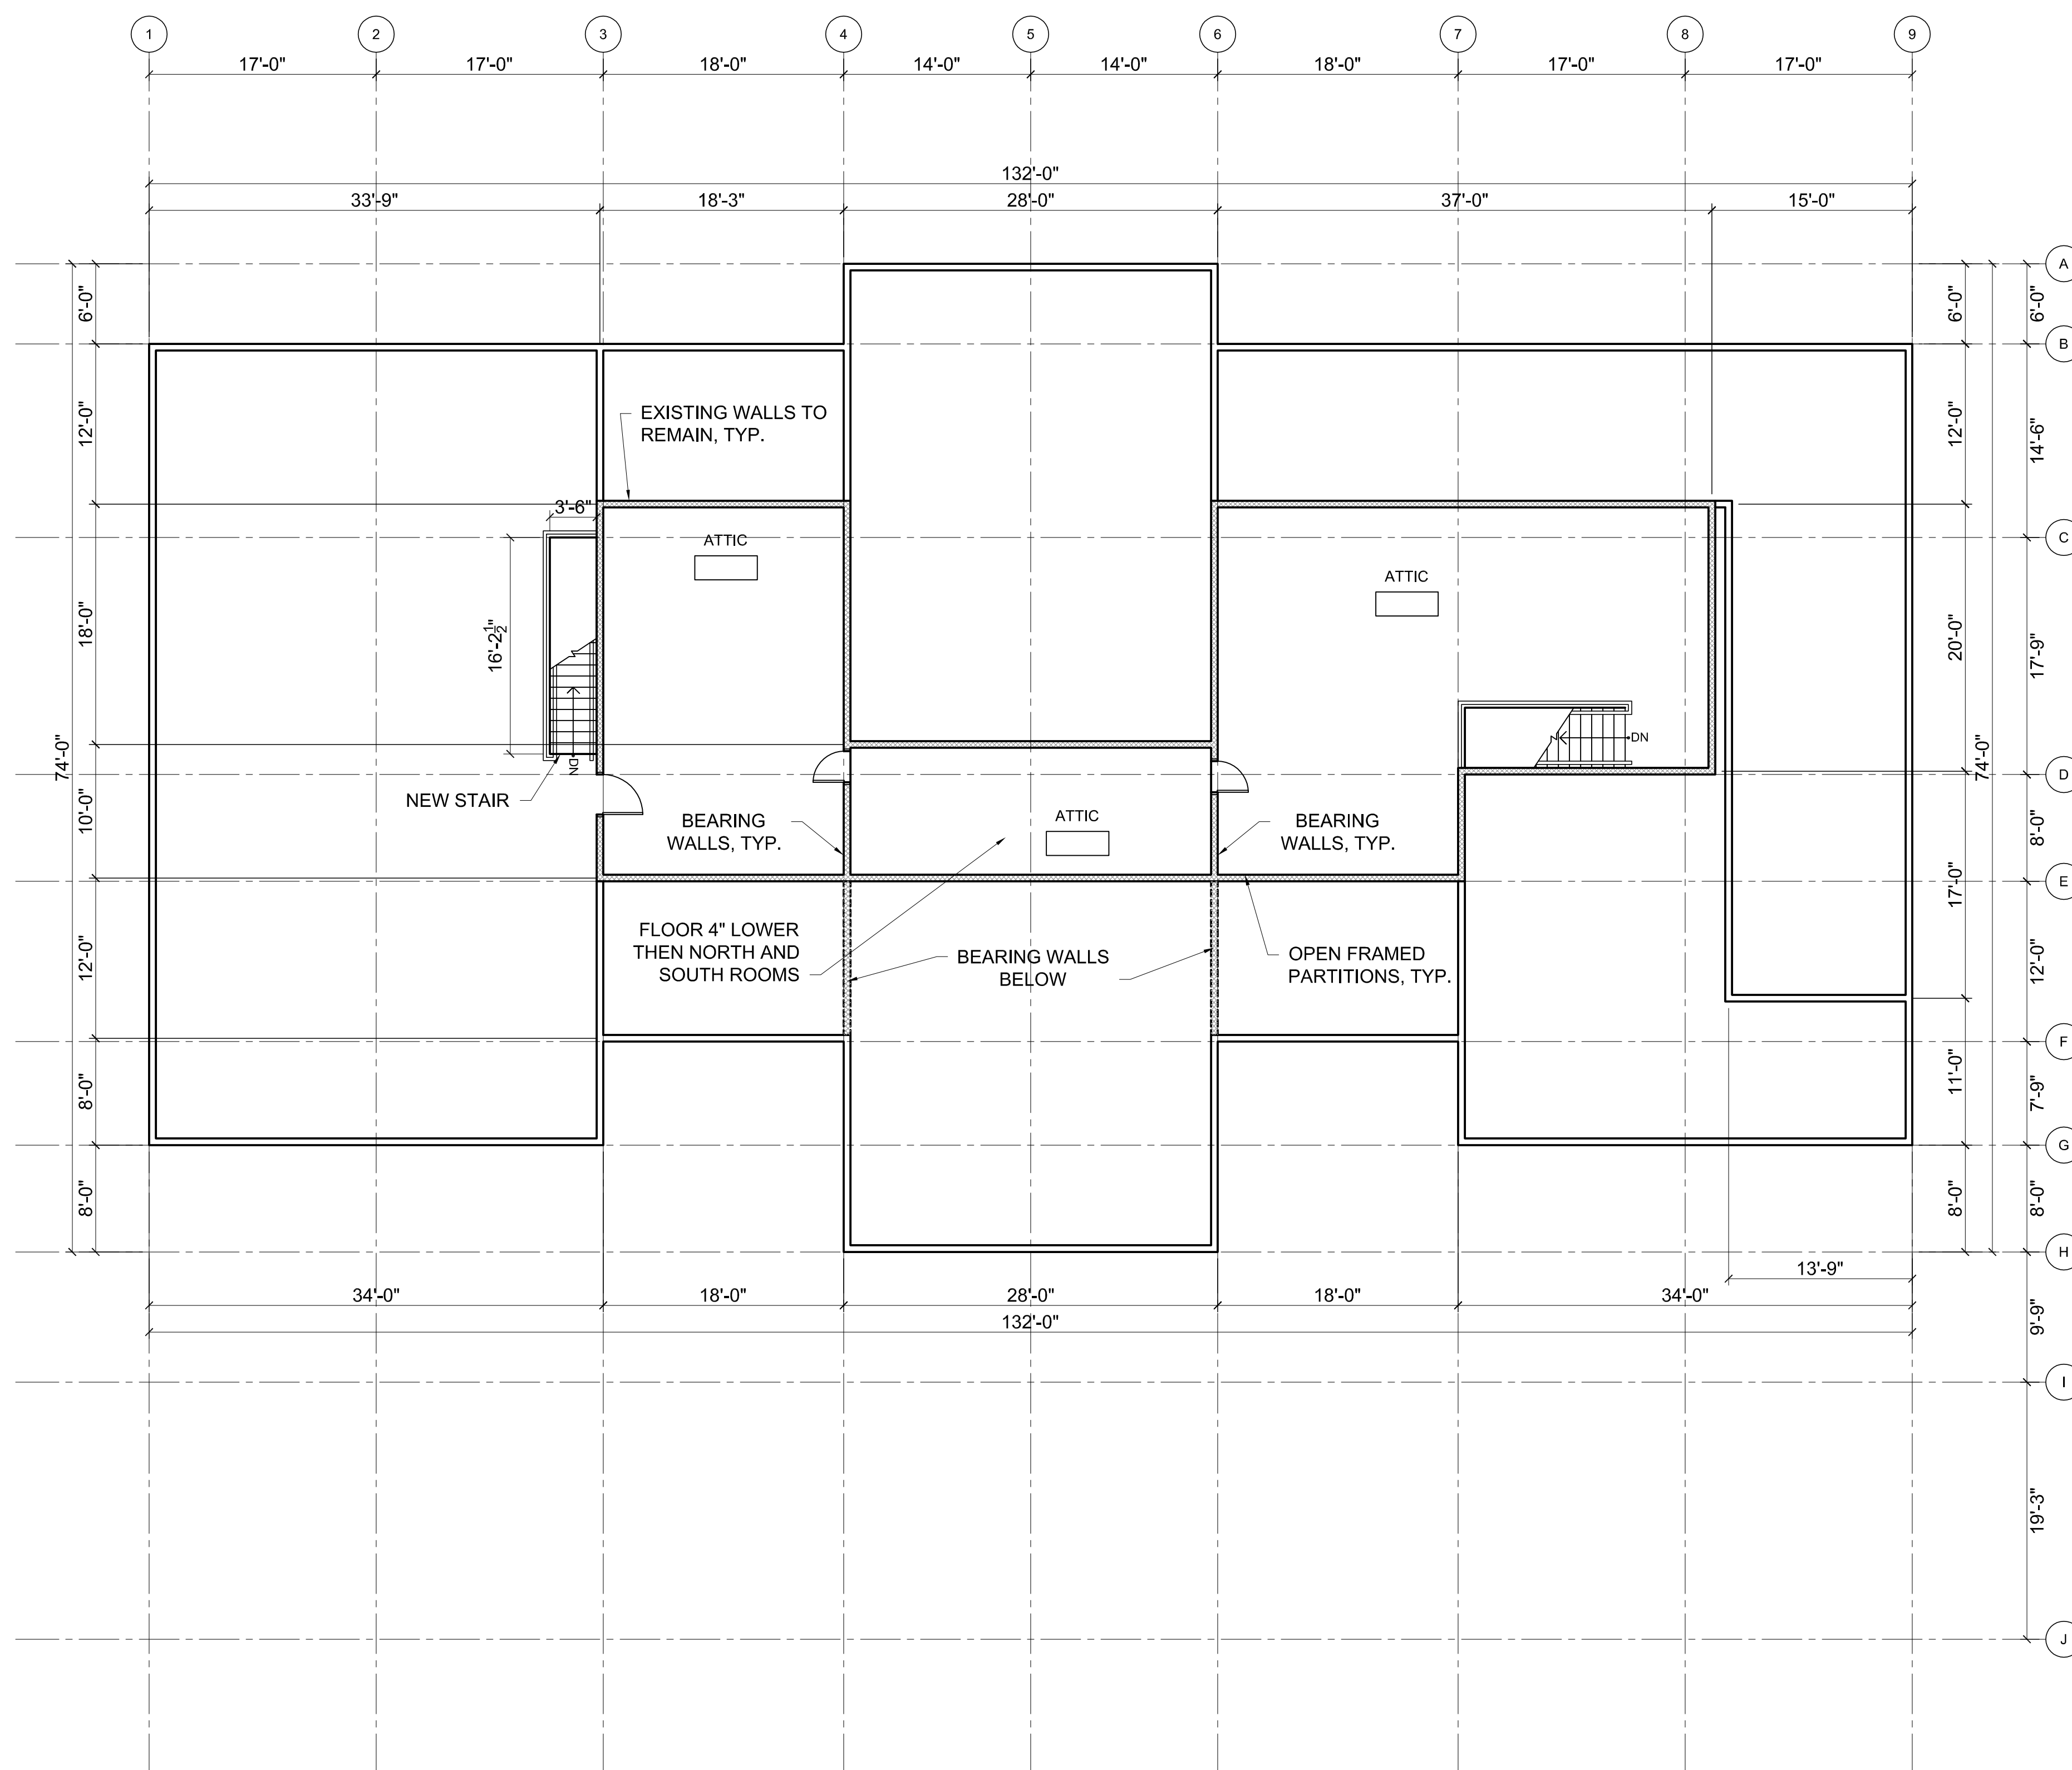 1 2 3 4 5 6 7 8 9
17'-0" 17'-0" 18'-0" 14'-0" 14'-0" 18'-0" 17'-0" 17'-0"
132'-0"
33'-9" 18'-3" 28'-0" 37'-0" 15'-0"
A
6'-0" 6'-0" 6'-0"
B
EXISTING WALLS TO
REMAIN, TYP.
12'-0" 12'-0" 14'-6"
3'-6"
C
ATTIC
ATTIC
16'-2 1/2"
18'-0" 20'-0" 17'-9"
DN
74'-0" 74'-0"
DN
D
NEW STAIR
10'-0" 8'-0"
BEARING
WALLS, TYP.
ATTIC
BEARING
WALLS, TYP.
E
17'-0"
FLOOR 4" LOWER
THEN NORTH AND
SOUTH ROOMS
BEARING WALLS
BELOW
OPEN FRAMED
PARTITIONS, TYP.
12'-0" 12'-0"
F
8'-0" 11'-0" 7'-9"
G
8'-0" 8'-0" 8'-0"
H
13'-9"
34'-0" 18'-0" 28'-0" 18'-0" 34'-0"
132'-0"
9'-9"
I
19'-3"
J